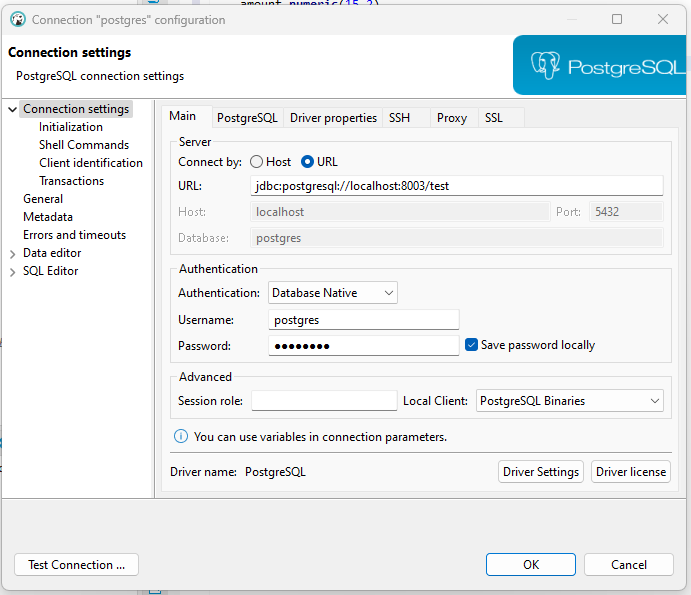 amount numeric(15,2)
Connection "postgres" configuration
Connection settings
PostgreSQL connection settings
PostgreSQL
Connection settings
Initialization
Shell Commands
Client identification
Transactions
General
Metadata
Errors and timeouts
Data editor
SQL Editor
Main PostgreSQL Driver properties SSH Proxy SSL
Server
Connect by: Host URL
URL: jdbc:postgresql://localhost:8003/test
Host: localhost Port: 5432
Database: postgres
Authentication
Authentication: Database Native
Username: postgres
Password: ●●●●●●●● Save password locally
Advanced
Session role: Local Client: PostgreSQL Binaries
You can use variables in connection parameters.
Driver name: PostgreSQL Driver Settings Driver license
Test Connection ... OK Cancel